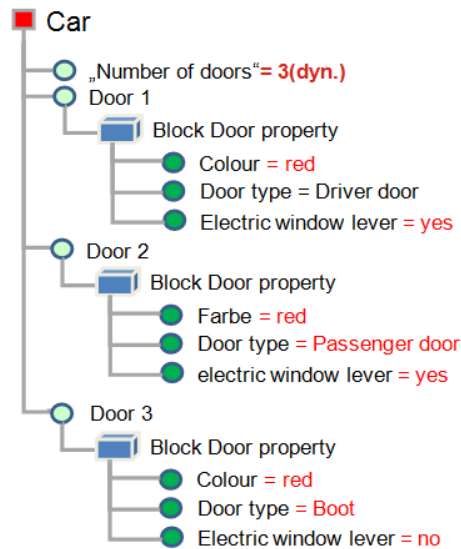 Car
„Number of doors“= 3(dyn.)
Door 1
Block Door property
Colour = red
Door type = Driver door
Electric window lever = yes
Door 2
Block Door property
Farbe = red
Door type = Passenger door
electric window lever = yes
Door 3
Block Door property
Colour = red
Door type = Boot
Electric window lever = no